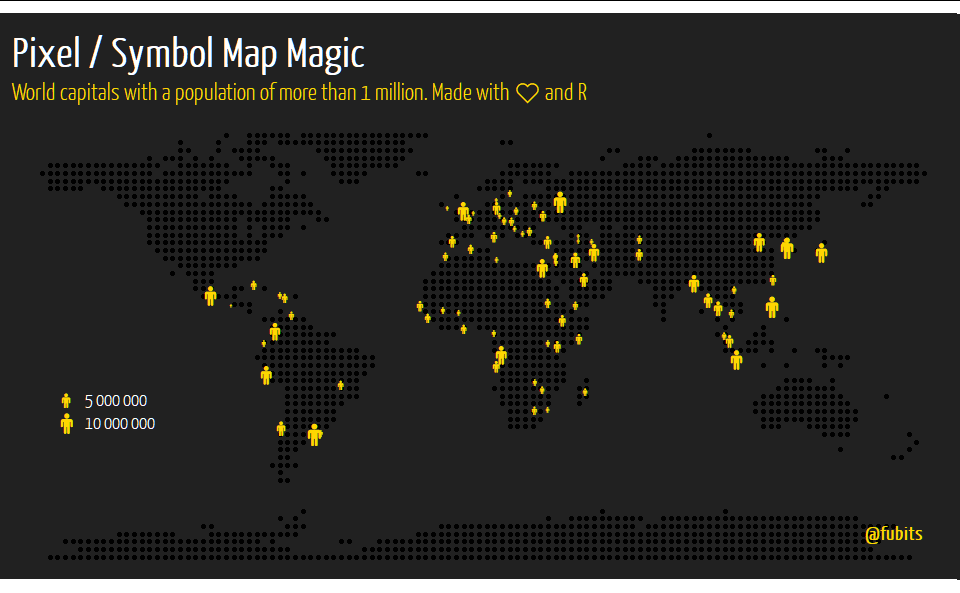 Pixel / Symbol Map Magic
World capitals with a population of more than 1 million. Made with ♡ and R
5 000 000
10 000 000
@fubits